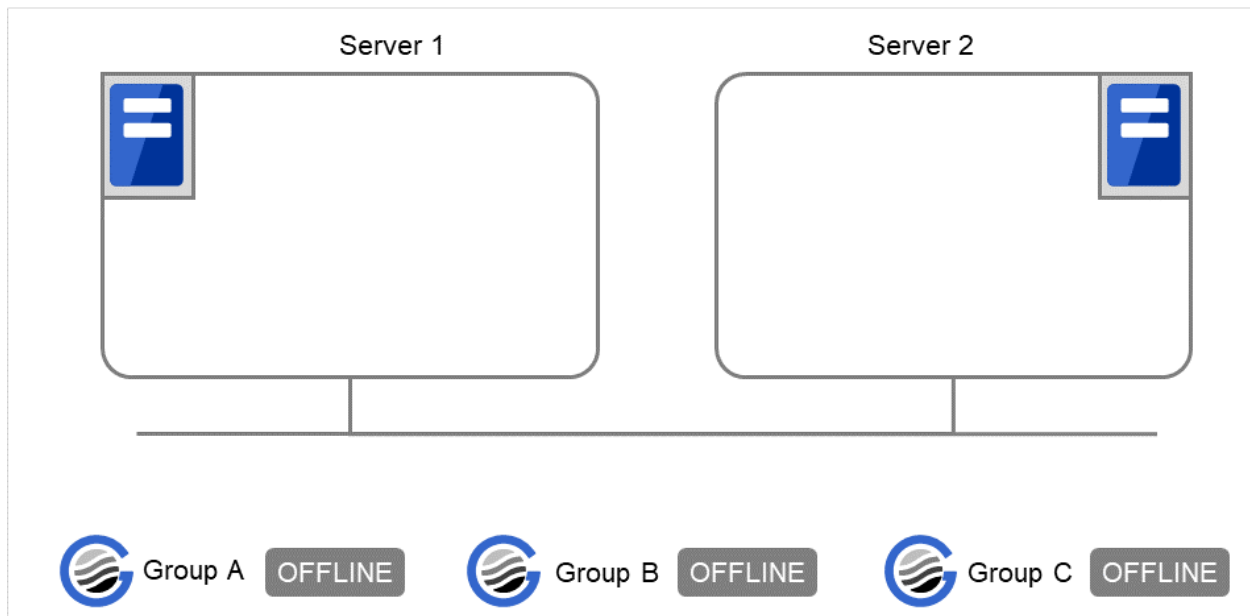 Server 1
Server 2
Group A OFFLINE
Group B OFFLINE
Group C OFFLINE